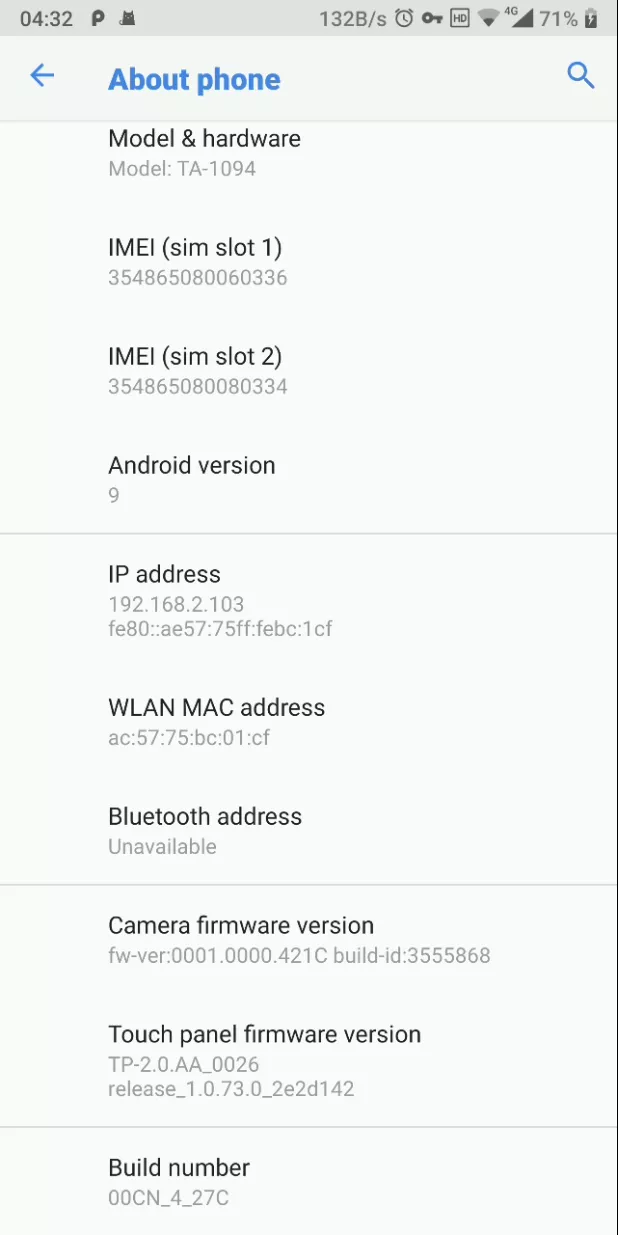 04:32 132B/s HD 4G 71%
About phone
Model & hardware
Model: TA-1094
IMEI (sim slot 1)
354865080060336
IMEI (sim slot 2)
354865080080334
Android version
9
IP address
192.168.2.103
fe80::ae57:75ff:febc:1cf
WLAN MAC address
ac:57:75:bc:01:cf
Bluetooth address
Unavailable
Camera firmware version
fw-ver:0001.0000.421C build-id:3555868
Touch panel firmware version
TP-2.0.AA_0026
release_1.0.73.0_2e2d142
Build number
00CN_4_27C